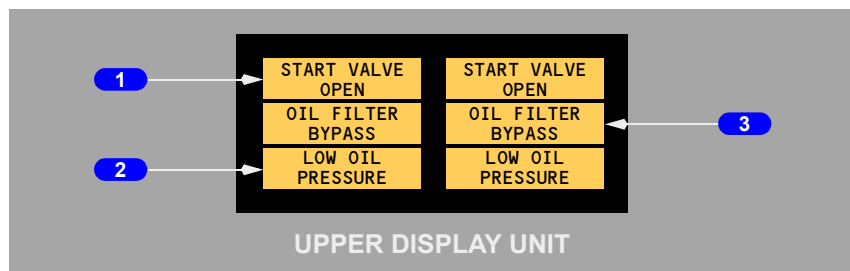 1
START VALVE
OPEN
START VALVE
OPEN
OIL FILTER
BYPASS
OIL FILTER
BYPASS
3
2
LOW OIL
PRESSURE
LOW OIL
PRESSURE
UPPER DISPLAY UNIT